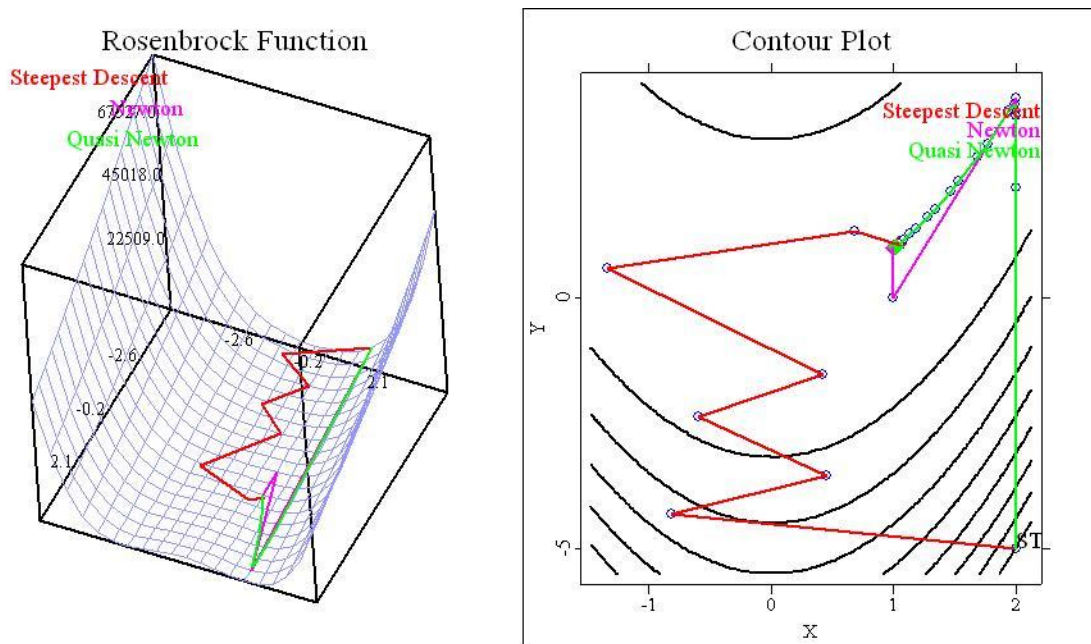 Rosenbrock Function
Steepest Descent
Newton
Quasi Newton
45018.0
22509.0
-2.6
-0.2
2.1
-2.6
-0.2
2.1
Contour Plot
Steepest Descent
Newton
Quasi Newton
Y
0
-5
ST
-1
0
1
2
X